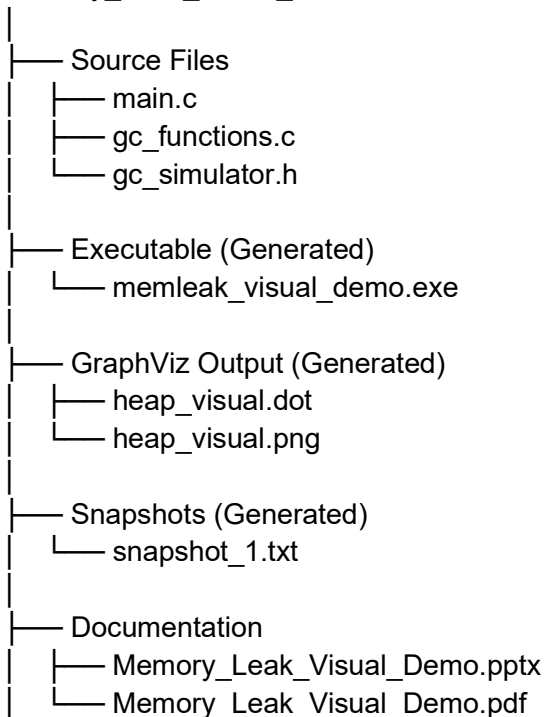 Source Files
main.c
gc_functions.c
gc_simulator.h
Executable (Generated)
memleak_visual_demo.exe
GraphViz Output (Generated)
heap_visual.dot
heap_visual.png
Snapshots (Generated)
snapshot_1.txt
Documentation
Memory_Leak_Visual_Demo.pptx
Memory_Leak_Visual_Demo.pdf